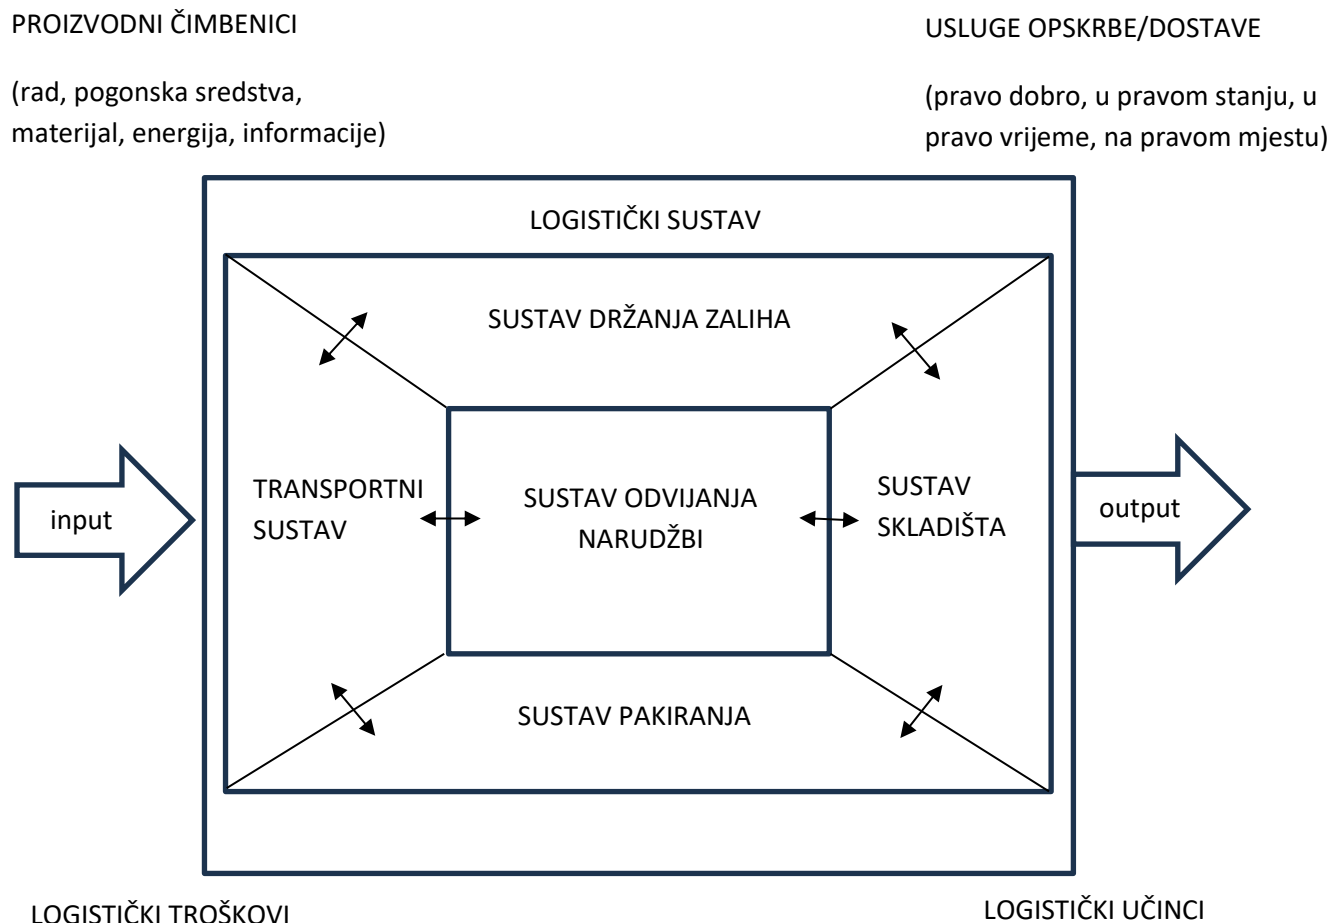 PROIZVODNI ČIMBENICI
(rad, pogonska sredstva,
materijal, energija, informacije)
USLUGE OPSKRBE/DOSTAVE
(pravo dobro, u pravom stanju, u
pravo vrijeme, na pravom mjestu)
LOGISTIČKI SUSTAV
SUSTAV DRŽANJA ZALIHA
input
TRANSPORTNI
SUSTAV
SUSTAV ODVIJANJA
NARUDŽBI
SUSTAV
SKLADIŠTA
output
SUSTAV PAKIRANJA
LOGISTIČKI TROŠKOVI
LOGISTIČKI UČINCI